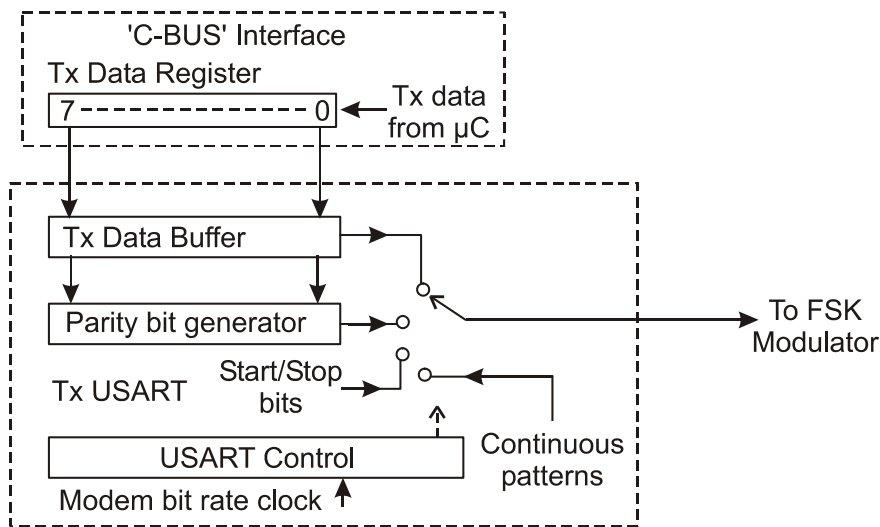 'C-BUS' Interface
Tx Data Register
7 0
Tx data
from µC
Tx Data Buffer
Parity bit generator
To FSK
Modulator
Start/Stop
bits
Tx USART
Continuous
patterns
USART Control
Modem bit rate clock